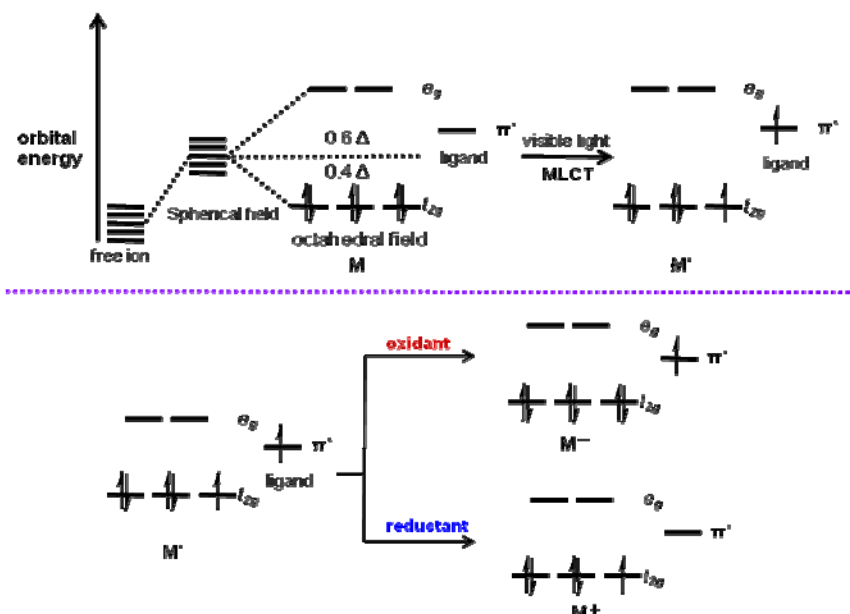 e_g
orbital energy
0.6 Δ
0.4 Δ
π*
ligand
visible light
MLCT
e_g
π*
ligand
Spherical field
t_2g
octahedral field
free ion
M
t_2g
M*
oxidant
e_g
π*
t_2g
M—
e_g
π*
ligand
t_2g
M*
reductant
e_g
π*
t_2g
M+